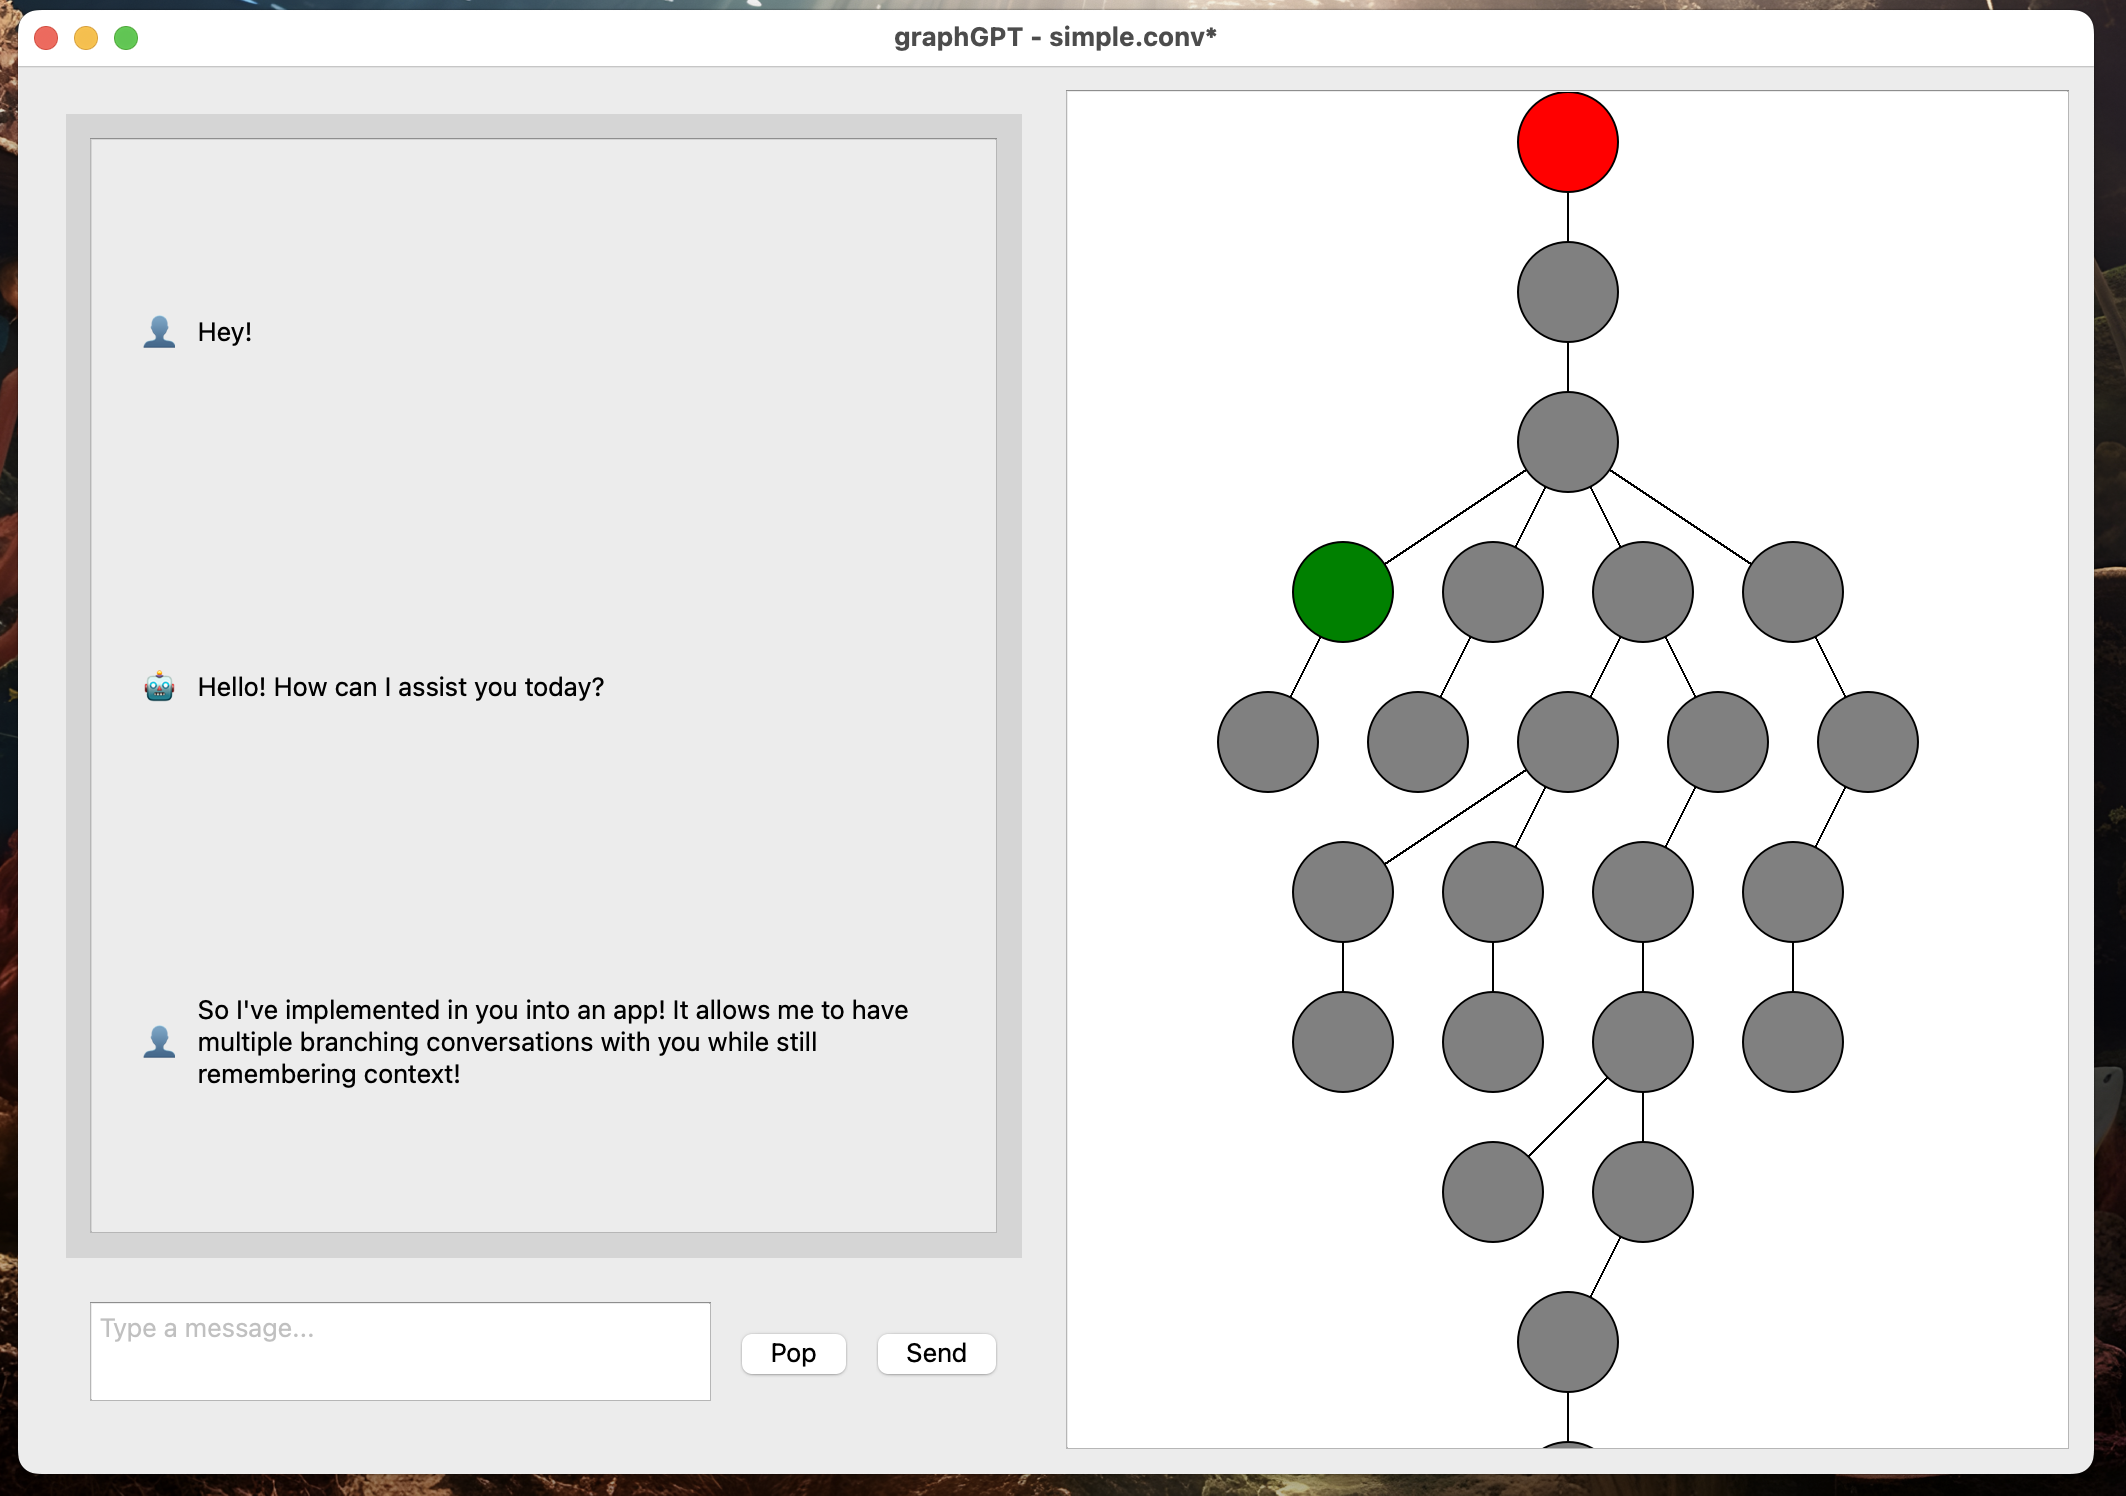 graphGPT - simple.conv*
Hey!
Hello! How can I assist you today?
So I've implemented in you into an app! It allows me to have
multiple branching conversations with you while still
remembering context!
Type a message...
Pop
Send